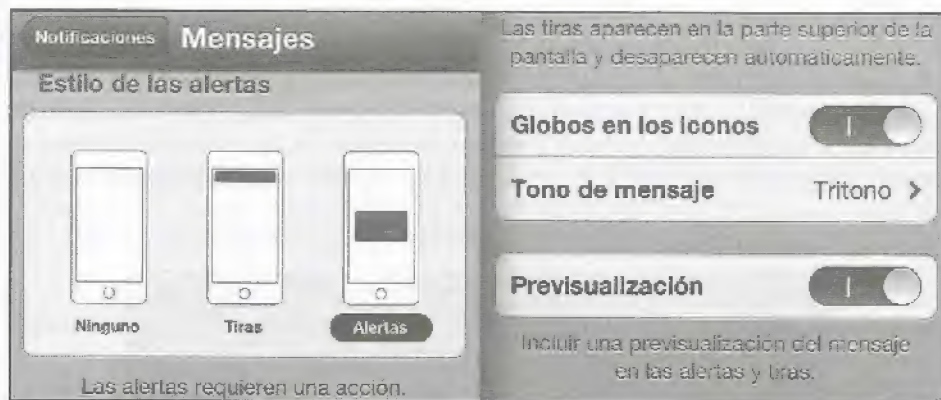 Notificaciones Mensajes
Estilo de las alertas
Ninguno Tiras Alertas
Las alertas requieren una acción.
Las tiras aparecen en la parte superior de la
pantalla y desaparecen automáticamente.
Globos en los iconos
Tono de mensaje Tritono >
Previsualización
Incluir una previsualización del mensaje
en las alertas y tiras.